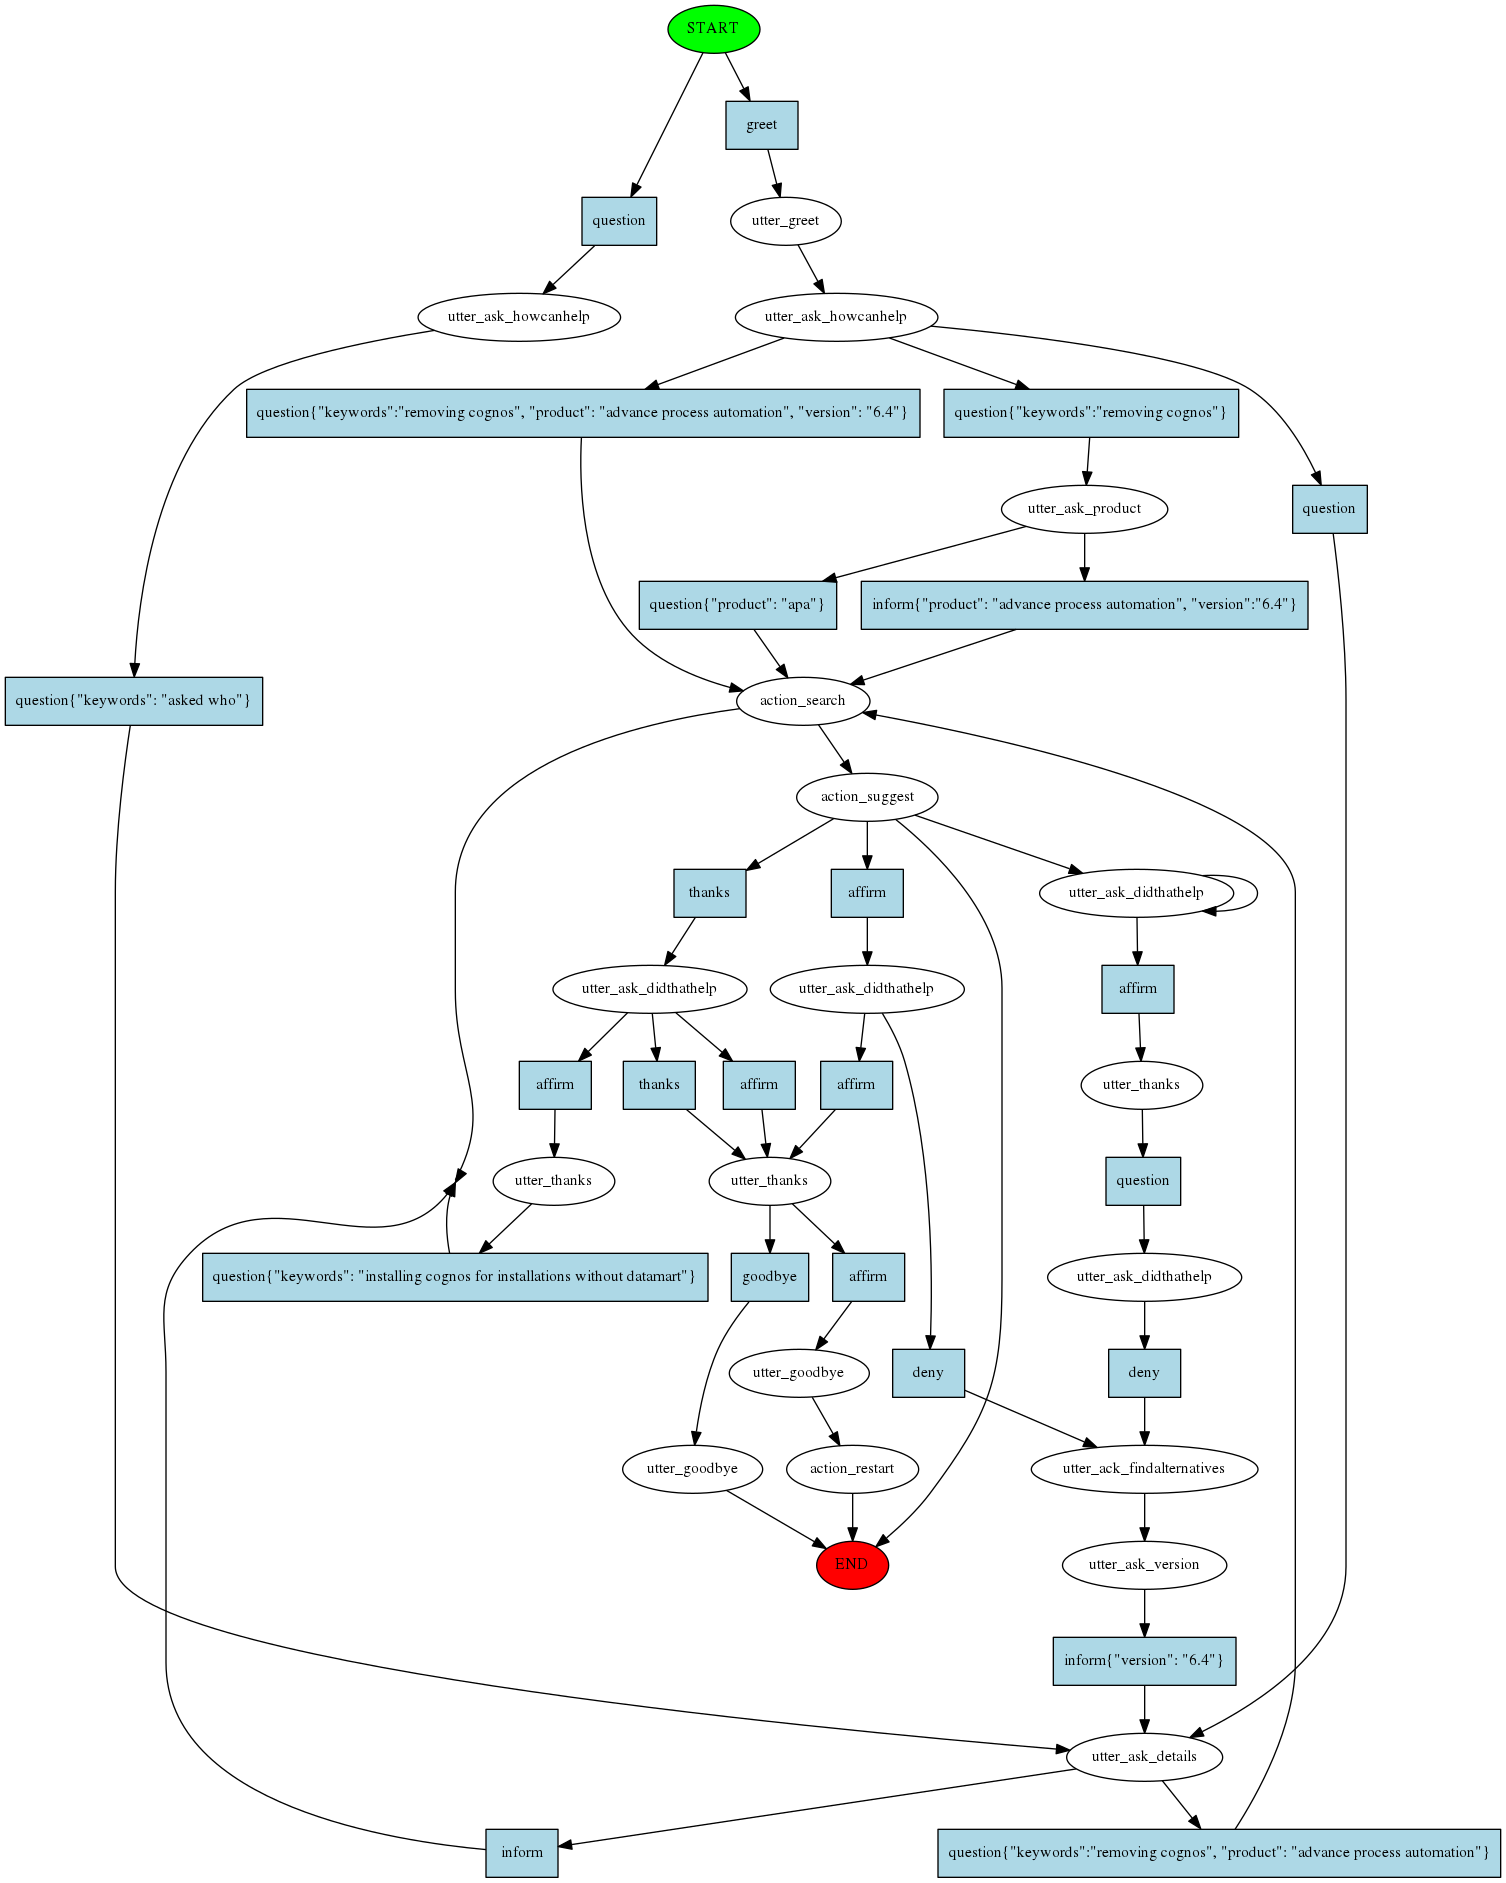 START
greet
question
utter_greet
utter_ask_howcanhelp
utter_ask_howcanhelp
question{"keywords":"removing cognos", "product": "advance process automation", "version": "6.4"}
question{"keywords":"removing cognos"}
utter_ask_product
question
question{"product": "apa"}
inform{"product": "advance process automation", "version":"6.4"}
question{"keywords": "asked who"}
action_search
action_suggest
thanks
affirm
utter_ask_didthathelp
utter_ask_didthathelp
utter_ask_didthathelp
affirm
affirm
thanks
affirm
affirm
utter_thanks
utter_thanks
utter_thanks
question
question{"keywords": "installing cognos for installations without datamart"}
goodbye
affirm
utter_ask_didthathelp
utter_goodbye
deny
deny
utter_goodbye
action_restart
utter_ack_findalternatives
END
utter_ask_version
inform{"version": "6.4"}
utter_ask_details
inform
question{"keywords":"removing cognos", "product": "advance process automation"}